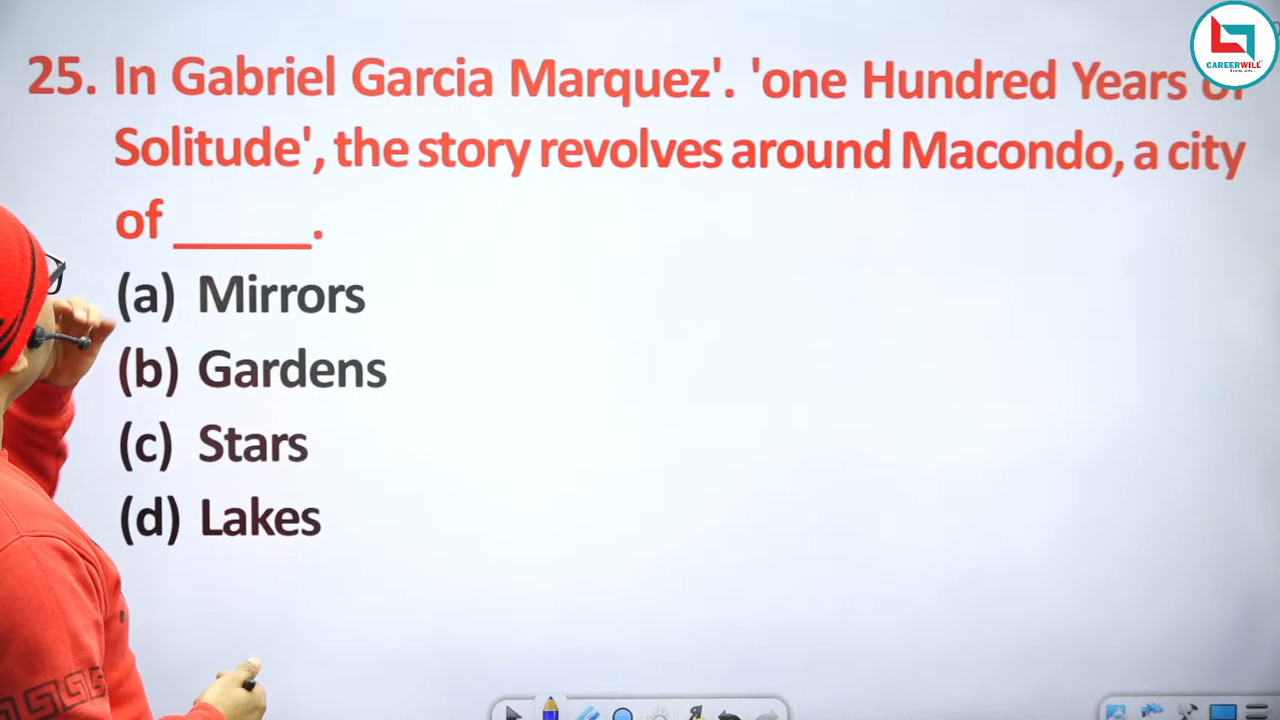 CAREERWILL
25. In Gabriel Garcia Marquez'. 'one Hundred Years of
Solitude', the story revolves around Macondo, a city
of ______.
(a) Mirrors
(b) Gardens
(c) Stars
(d) Lakes